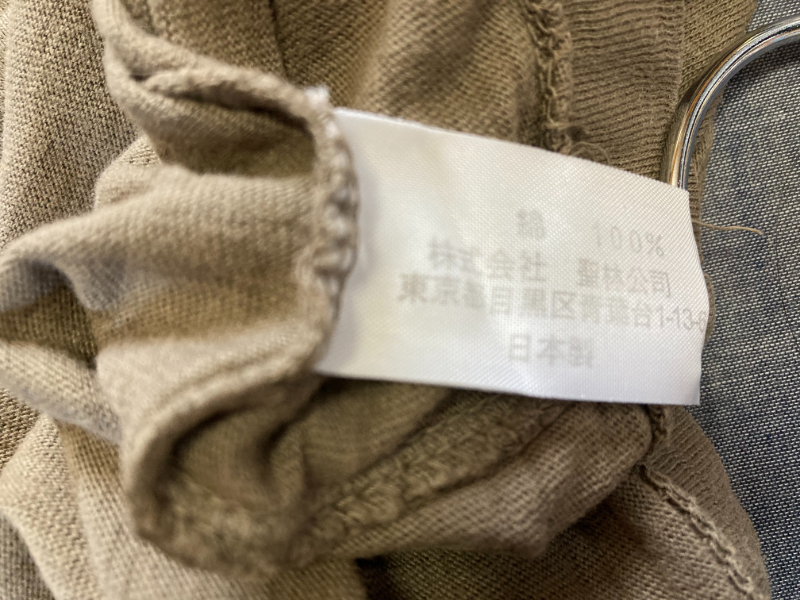 綿 100%
株式会社 聖林公司
東京都目黒区青葉台1-13-6
日本製